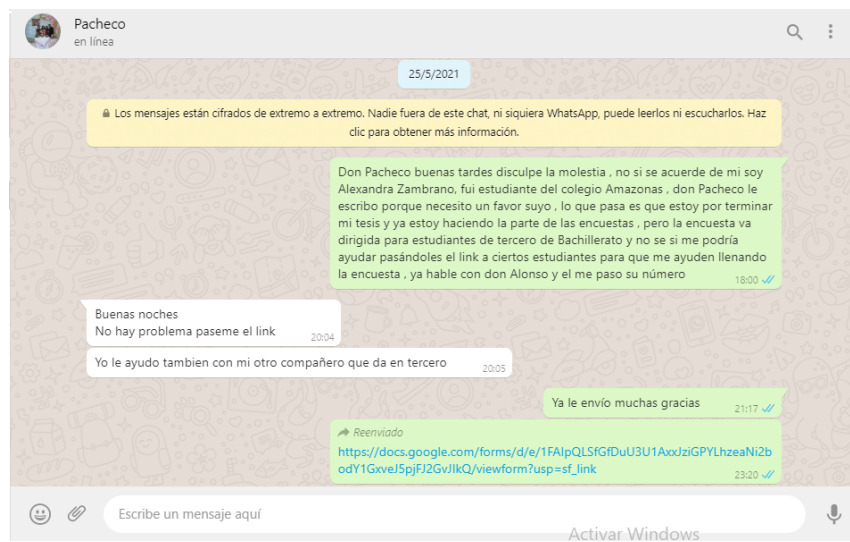 Pacheco
en línea
25/5/2021
Los mensajes están cifrados de extremo a extremo. Nadie fuera de este chat, ni siquiera WhatsApp, puede leerlos ni escucharlos. Haz
clic para obtener más información.
Don Pacheco buenas tardes disculpe la molestia , no si se acuerde de mi soy
Alexandra Zambrano, fui estudiante del colegio Amazonas , don Pacheco le
escribo porque necesito un favor suyo , lo que pasa es que estoy por terminar
mi tesis y ya estoy haciendo la parte de las encuestas , pero la encuesta va
dirigida para estudiantes de tercero de Bachillerato y no se si me podría
ayudar pasándoles el link a ciertos estudiantes para que me ayuden llenando
la encuesta , ya hable con don Alonso y el me paso su número
18:00
Buenas noches
No hay problema paseme el link
20:04
Yo le ayudo tambien con mi otro compañero que da en tercero
20:05
Ya le envío muchas gracias
21:17
Reenviado
https://docs.google.com/forms/d/e/1FAIpQLSfGfDuU3U1AxxJziGPYLhzeaNi2b
odY1GxveJ5pjFJ2GvJIkQ/viewform?usp=sf_link
23:20
Escribe un mensaje aquí
Activar Windows